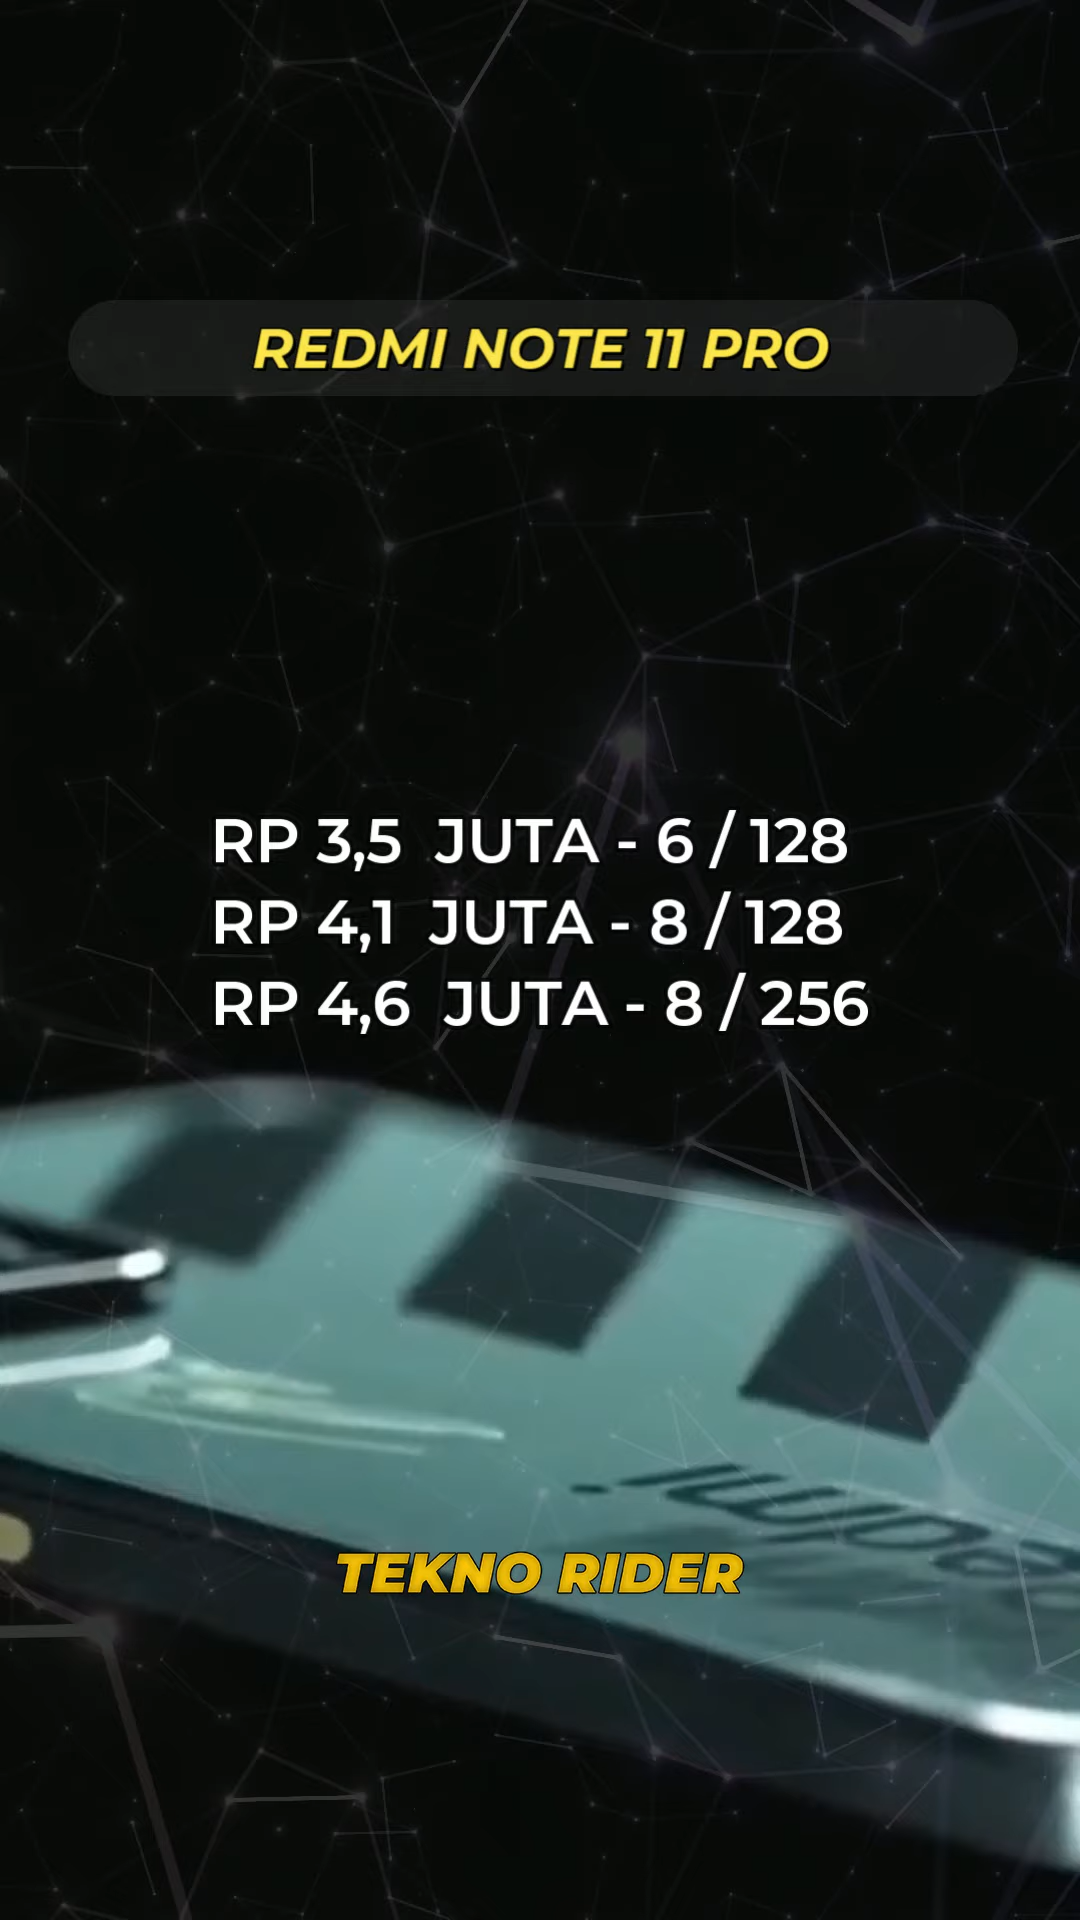 REDMI NOTE 11 PRO
RP 3,5 JUTA - 6 / 128
RP 4,1 JUTA - 8 / 128
RP 4,6 JUTA - 8 / 256
Redmi
TEKNO RIDER